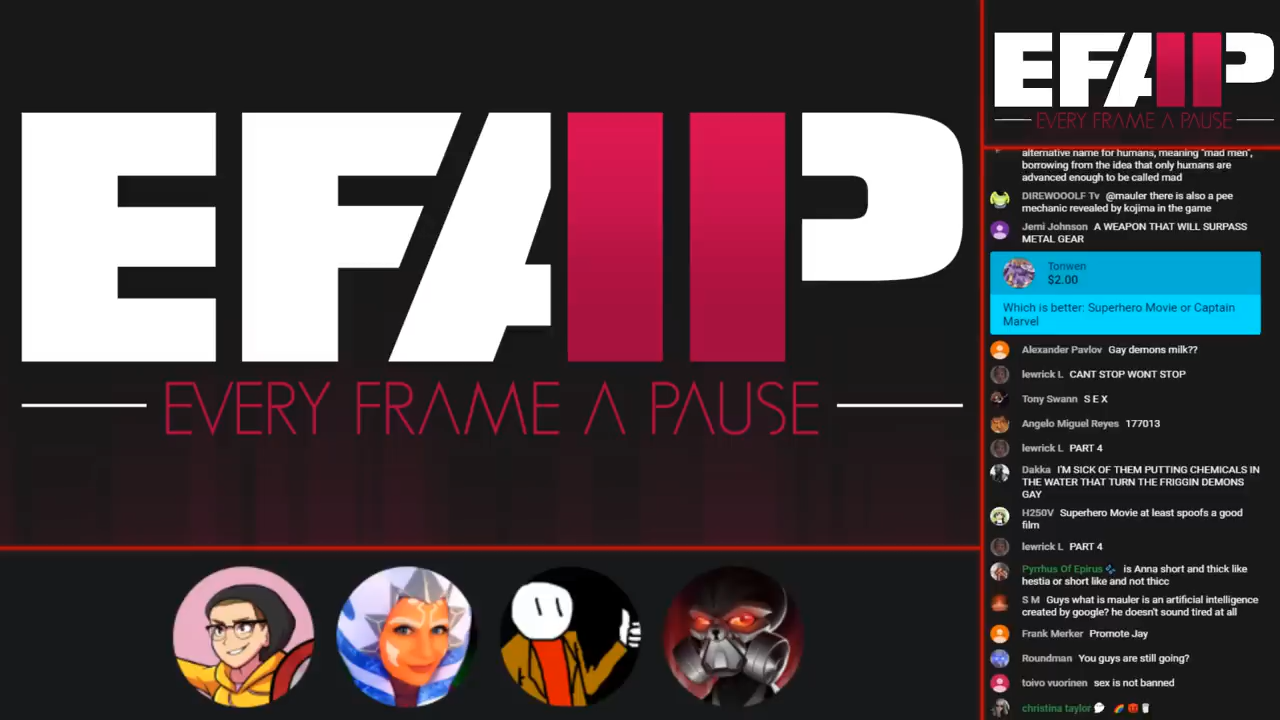 EFAP
EVERY FRAME A PAUSE
EFAP
EVERY FRAME A PAUSE
alternative name for humans, meaning "mad men",
borrowing from the idea that only humans are
advanced enough to be called mad
DIREWOOOLF Tv @mauler there is also a pee
mechanic revealed by kojima in the game
Jemi Johnson A WEAPON THAT WILL SURPASS
METAL GEAR
Tonwen
$2.00
Which is better: Superhero Movie or Captain
Marvel
Alexander Pavlov Gay demons milk??
lewrick L CANT STOP WONT STOP
Tony Swann S E X
Angelo Miguel Reyes 177013
lewrick L PART 4
Dakka I'M SICK OF THEM PUTTING CHEMICALS IN
THE WATER THAT TURN THE FRIGGIN DEMONS
GAY
H250V Superhero Movie at least spoofs a good
film
lewrick L PART 4
Pyrrhus Of Epirus is Anna short and thick like
hestia or short like and not thicc
S M Guys what is mauler is an artificial intelligence
created by google? he doesn't sound tired at all
Frank Merker Promote Jay
Roundman You guys are still going?
toivo vuorinen sex is not banned
christina taylor